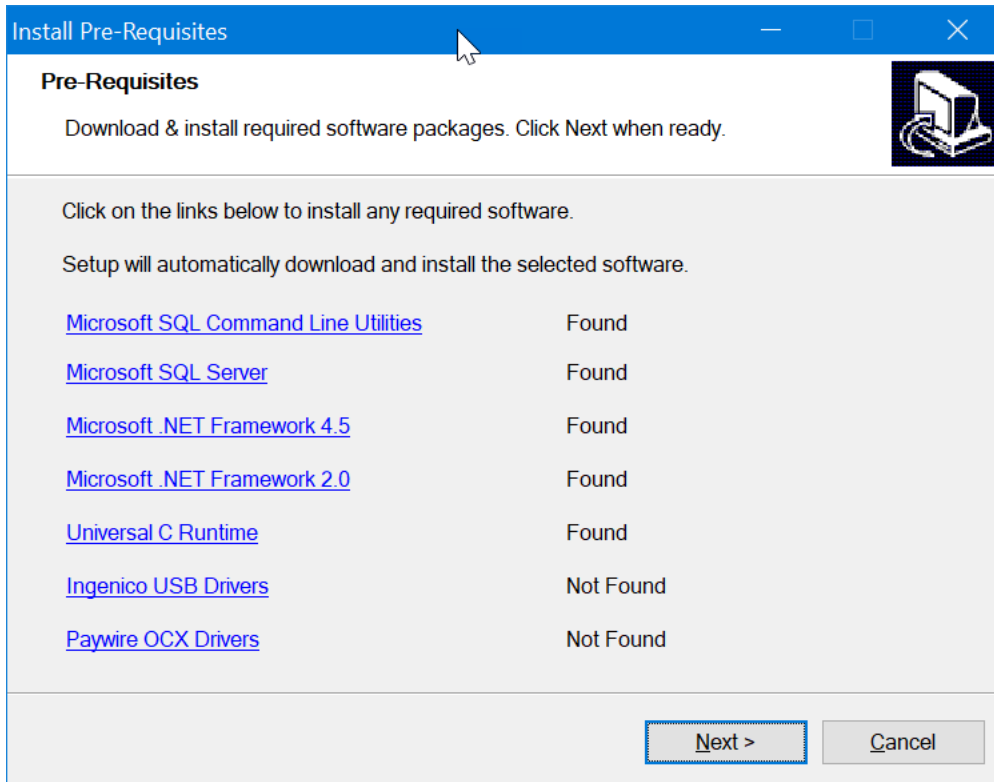 Install Pre-Requisites
Pre-Requisites
Download & install required software packages. Click Next when ready.
Click on the links below to install any required software.
Setup will automatically download and install the selected software.
Microsoft SQL Command Line Utilities Found
Microsoft SQL Server Found
Microsoft .NET Framework 4.5 Found
Microsoft .NET Framework 2.0 Found
Universal C Runtime Found
Ingenico USB Drivers Not Found
Paywire OCX Drivers Not Found
Next > Cancel